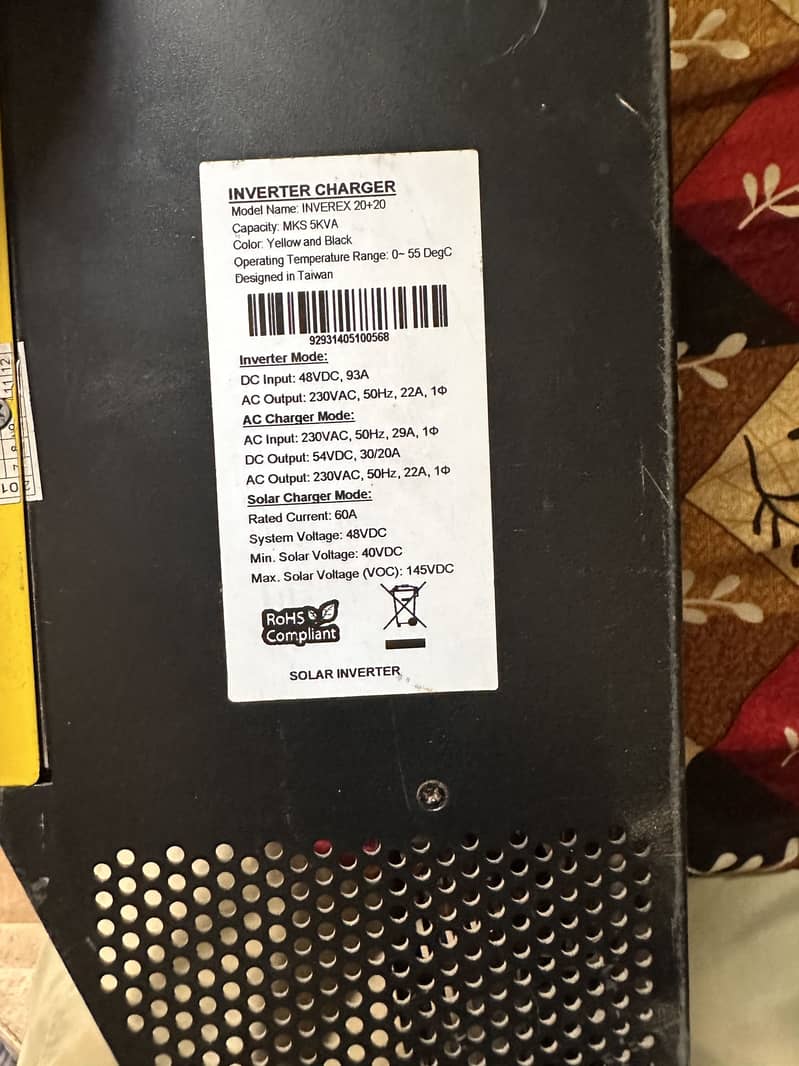 INVERTER CHARGER
Model Name: INVEREX 20+20
Capacity: MKS 5KVA
Color: Yellow and Black
Operating Temperature Range: 0~ 55 DegC
Designed in Taiwan
92931405100568
Inverter Mode:
DC Input: 48VDC, 93A
AC Output: 230VAC, 50Hz, 22A, 1Φ
AC Charger Mode:
AC Input: 230VAC, 50Hz, 29A, 1Φ
DC Output: 54VDC, 30/20A
AC Output: 230VAC, 50Hz, 22A, 1Φ
Solar Charger Mode:
Rated Current: 60A
System Voltage: 48VDC
Min. Solar Voltage: 40VDC
Max. Solar Voltage (VOC): 145VDC
RoHS
Compliant
SOLAR INVERTER
11 12